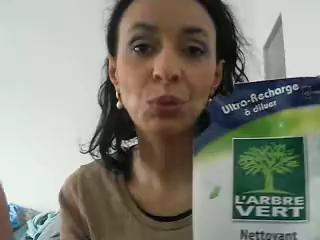 Ultra-Recharge
à diluer
L'ARBRE
VERT
Nettoyant